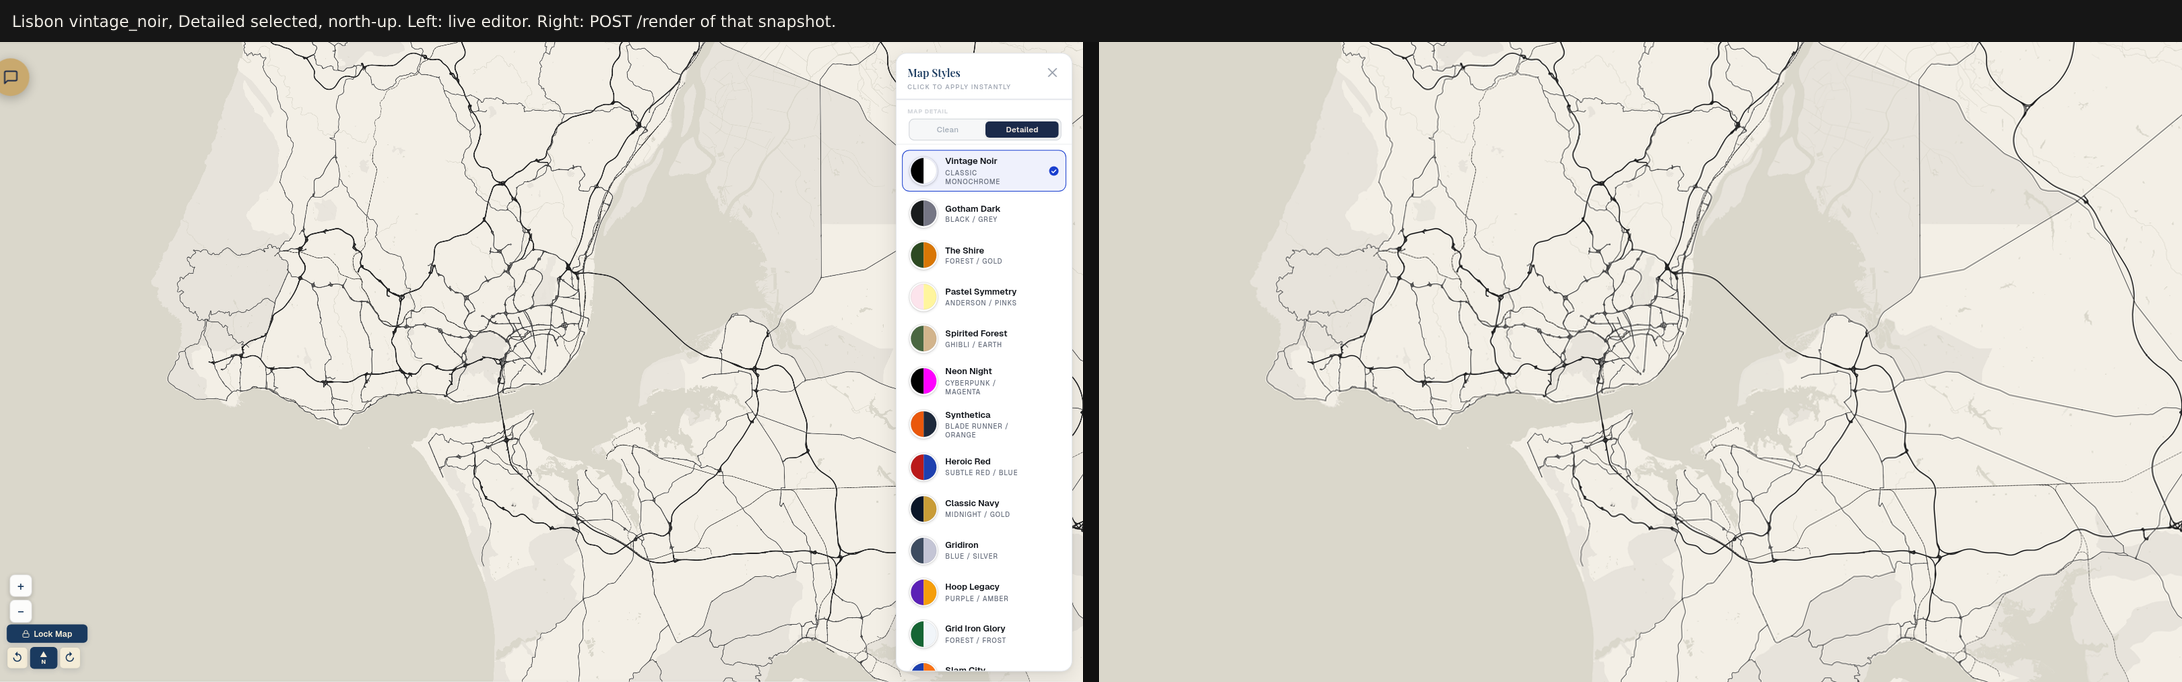 Lisbon vintage_noir, Detailed selected, north-up. Left: live editor. Right: POST /render of that snapshot.
Map Styles
CLICK TO APPLY INSTANTLY
MAP DETAIL
Clean
Detailed
Vintage Noir
CLASSIC
MONOCHROME
Gotham Dark
BLACK / GREY
The Shire
FOREST / GOLD
Pastel Symmetry
ANDERSON / PINKS
Spirited Forest
GHIBLI / EARTH
Neon Night
CYBERPUNK /
MAGENTA
Synthetica
BLADE RUNNER /
ORANGE
Heroic Red
SUBTLE RED / BLUE
Classic Navy
MIDNIGHT / GOLD
Gridiron
BLUE / SILVER
Hoop Legacy
PURPLE / AMBER
Grid Iron Glory
FOREST / FROST
Slam City
+
−
Lock Map
N